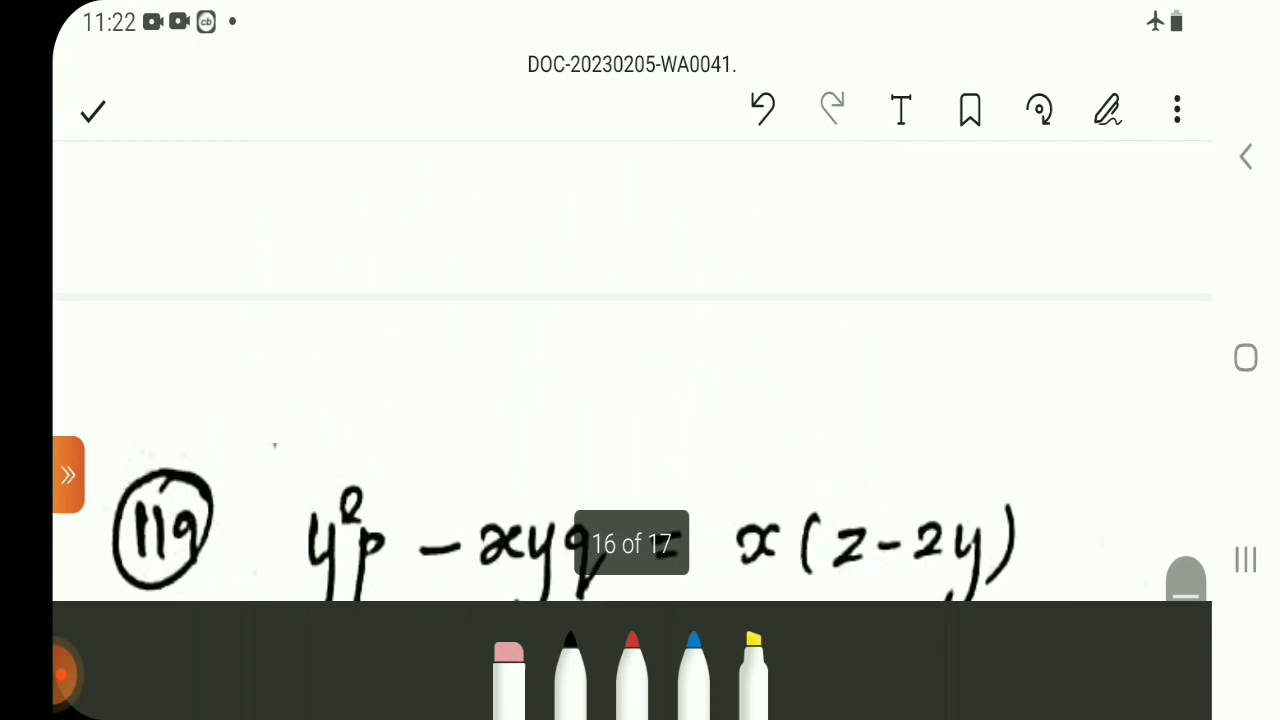 11:22
DOC-20230205-WA0041.
T
119 y²p - xyq = x(z-2y)
16 of 17